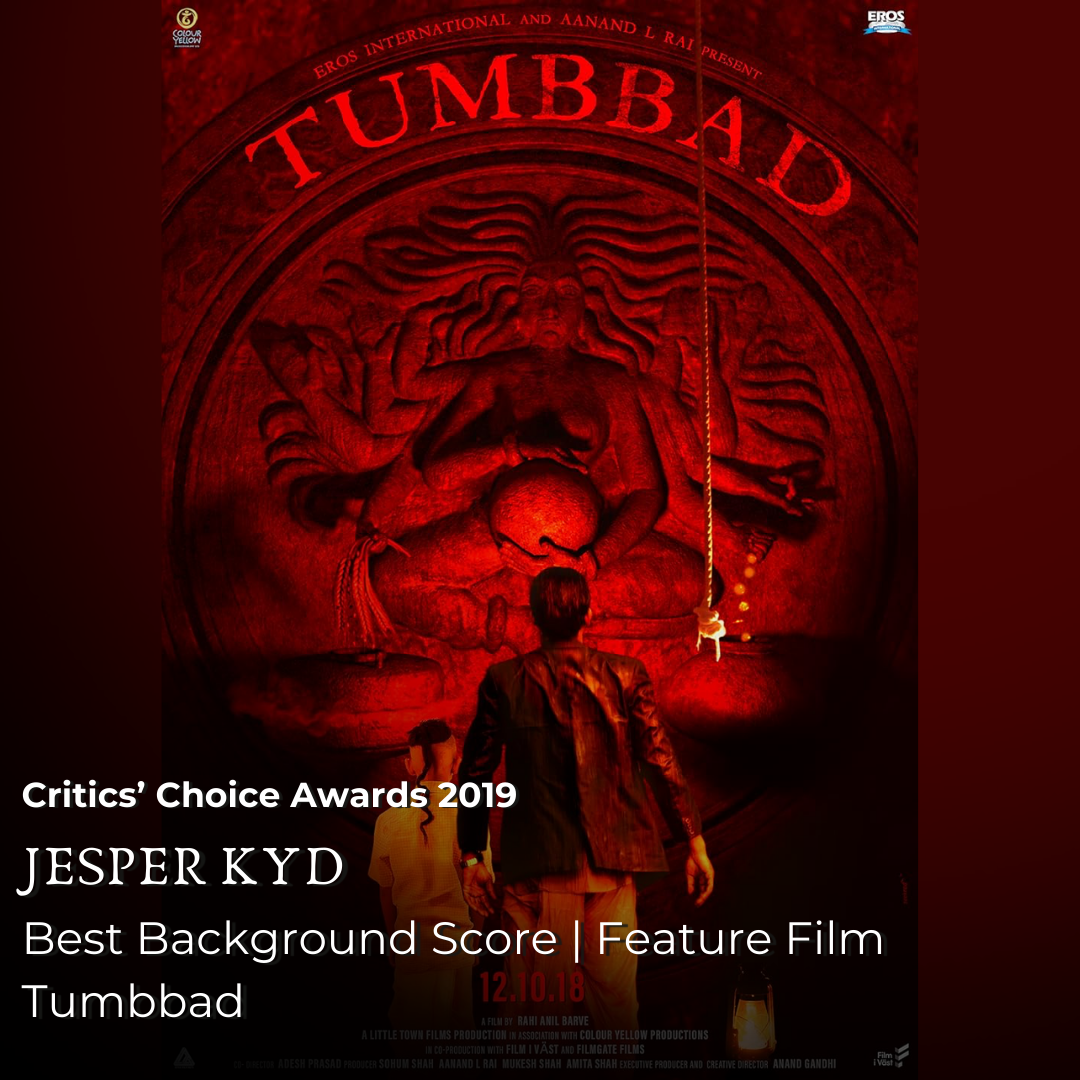 COLOUR
YELLOW
EROS
EROS INTERNATIONAL AND AANAND L RAI PRESENT
TUMBBAD
Critics’ Choice Awards 2019
JESPER KYD
Best Background Score | Feature Film
Tumbbad
12.10.18
A FILM BY RAHI ANIL BARVE
A LITTLE TOWN FILMS PRODUCTION IN ASSOCIATION WITH COLOUR YELLOW PRODUCTIONS
IN CO-PRODUCTION WITH FILM I VÄST AND FILMGATE FILMS
CO-DIRECTOR ADESH PRASAD PRODUCER SOHUM SHAH AANAND L RAI MUKESH SHAH AMITA SHAH EXECUTIVE PRODUCER AND CREATIVE DIRECTOR ANAND GANDHI
Film
i Väst